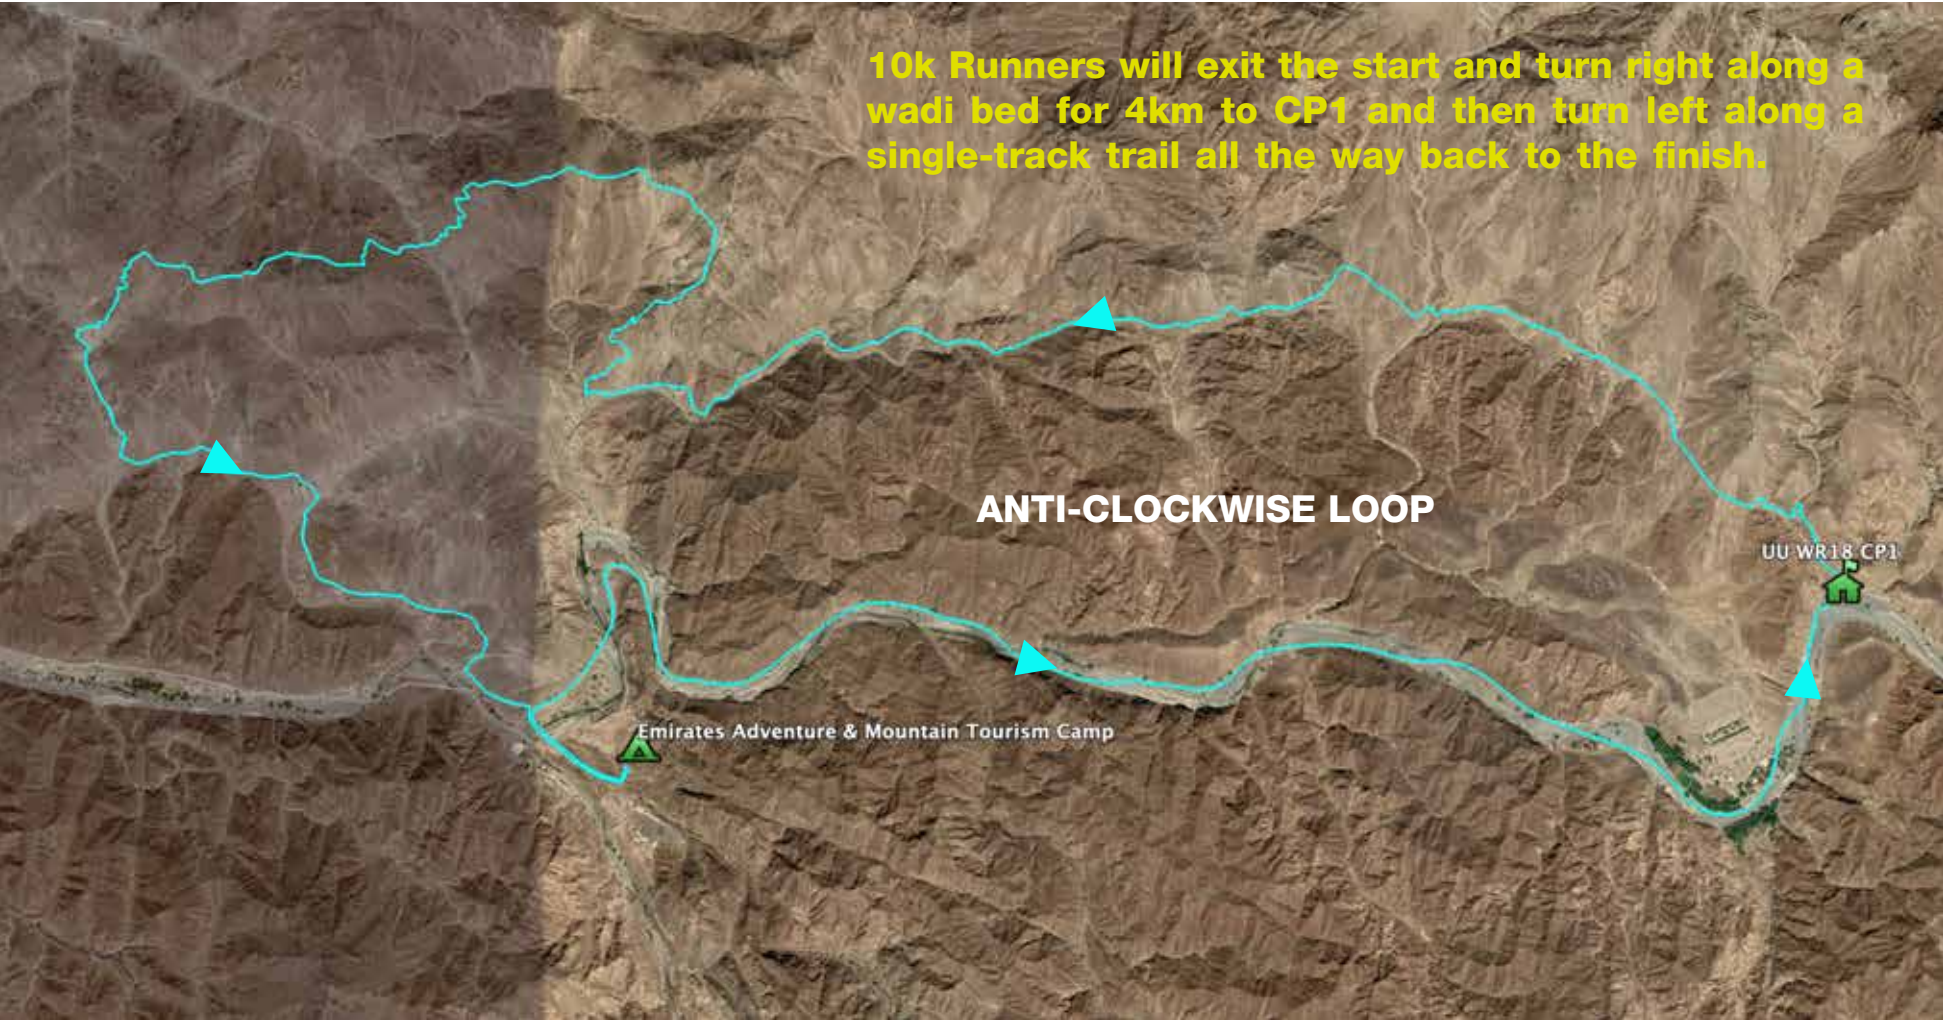 10k Runners will exit the start and turn right along a
wadi bed for 4km to CP1 and then turn left along a
single-track trail all the way back to the finish.
ANTI-CLOCKWISE LOOP
UU WR18 CP1
Emirates Adventure & Mountain Tourism Camp